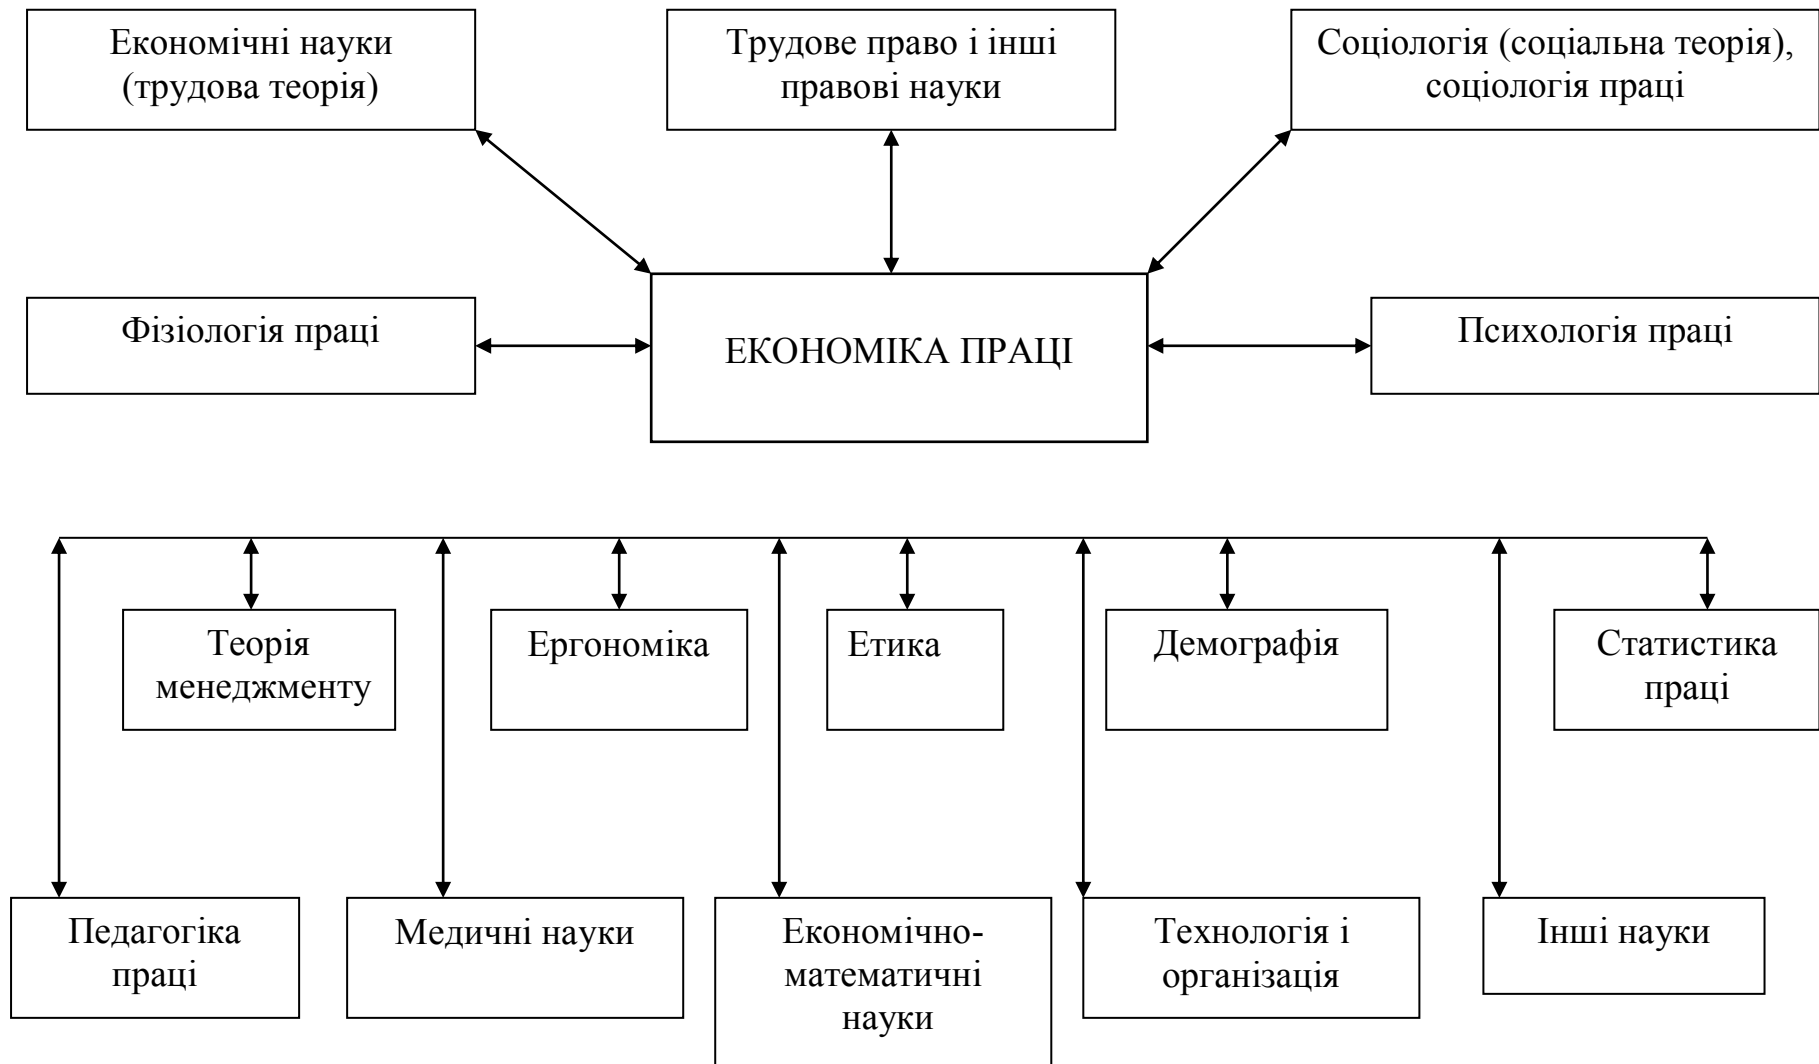 Економічні науки
(трудова теорія)
Трудове право і інші
правові науки
Соціологія (соціальна теорія),
соціологія праці
Фізіологія праці
ЕКОНОМІКА ПРАЦІ
Психологія праці
Теорія
менеджменту
Ергономіка
Етика
Демографія
Статистика
праці
Педагогіка
праці
Медичні науки
Економічно-
математичні
науки
Технологія і
організація
Інші науки